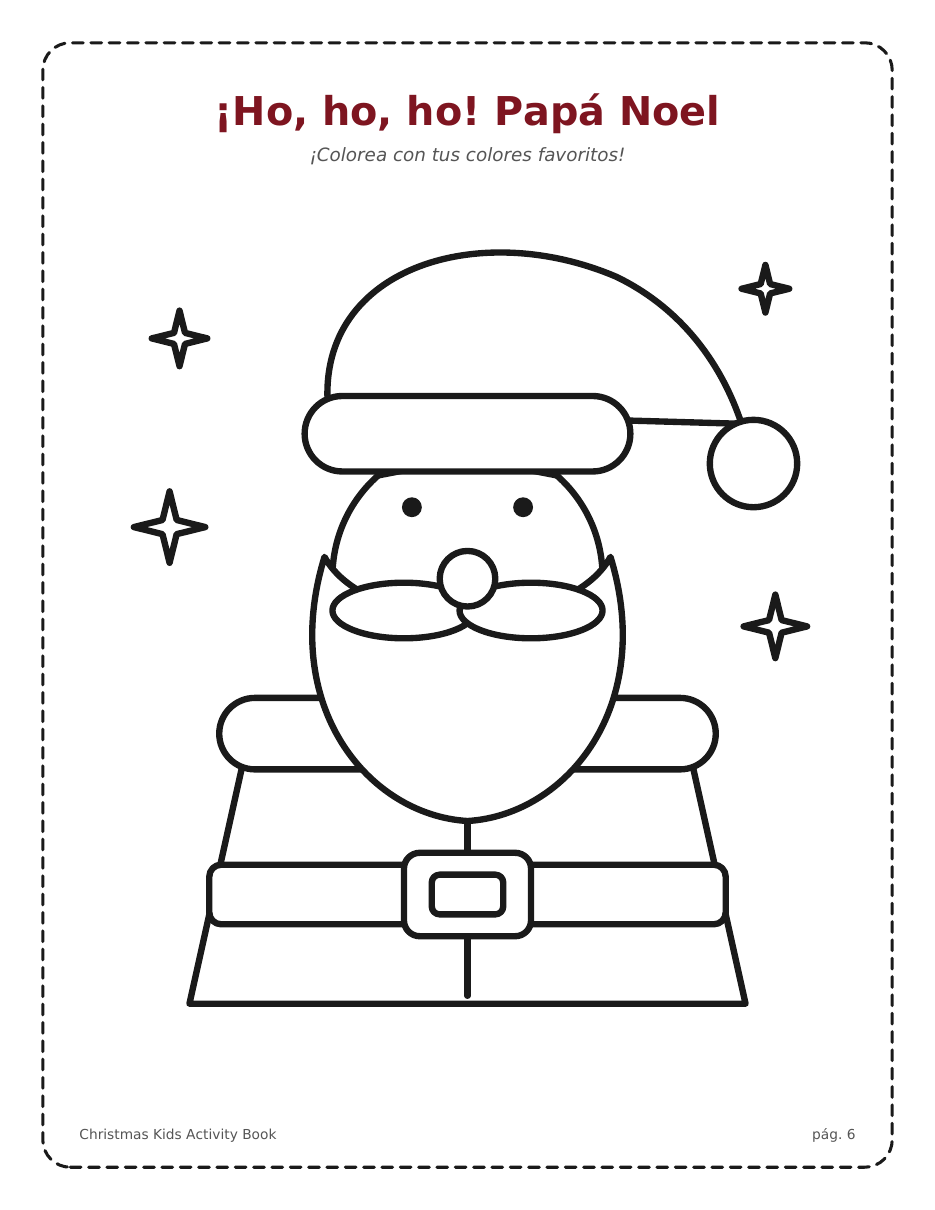 ¡Ho, ho, ho! Papá Noel
¡Colorea con tus colores favoritos!
Christmas Kids Activity Book
pág. 6